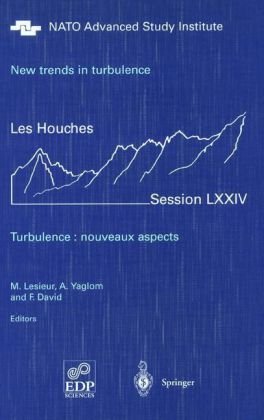 NATO Advanced Study Institute
New trends in turbulence
Les Houches
Session LXXIV
Turbulence : nouveaux aspects
M. Lesieur, A. Yaglom
and F. David
Editors
EDP
SCIENCES
Springer